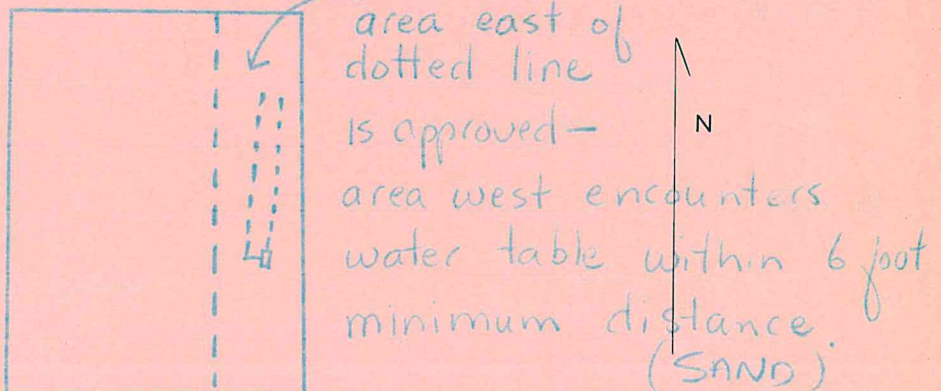 area east of
dotted line
is approved—
N
area west encounters
water table within 6 foot
minimum distance.
(SAND)